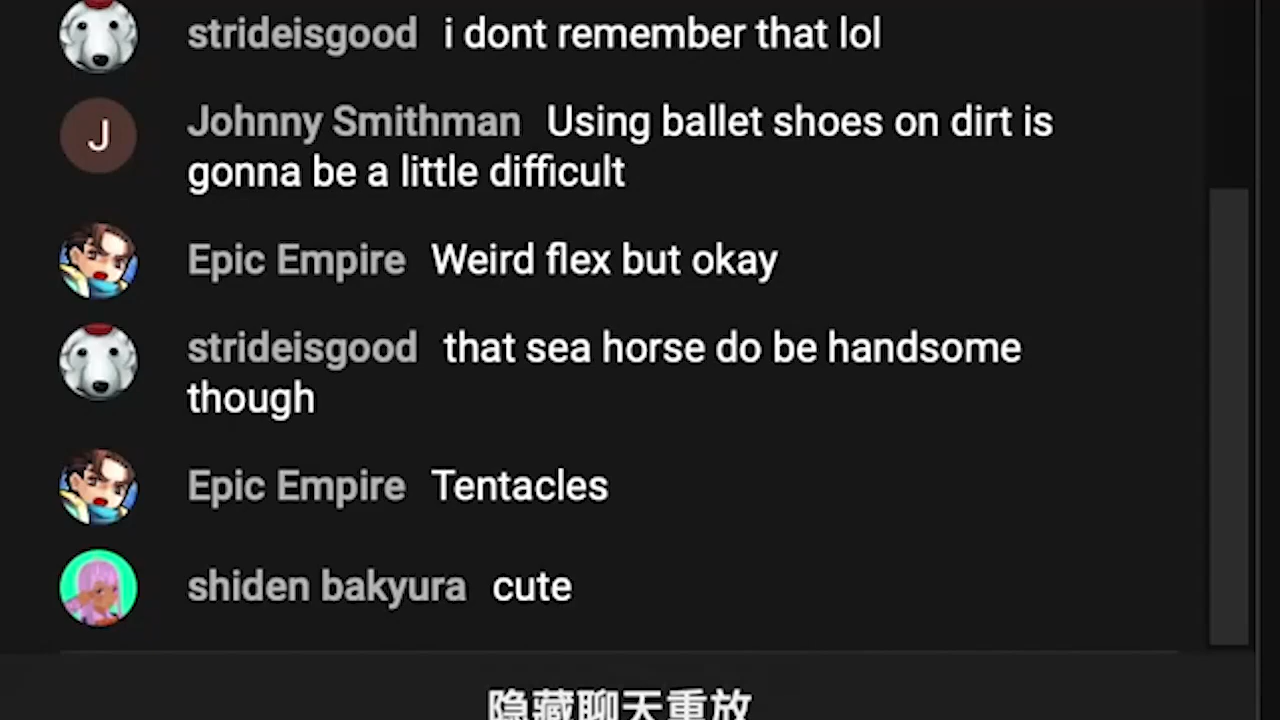 strideisgood i dont remember that lol
J
Johnny Smithman Using ballet shoes on dirt is
gonna be a little difficult
Epic Empire Weird flex but okay
strideisgood that sea horse do be handsome
though
Epic Empire Tentacles
shiden bakyura cute
隐藏聊天重放